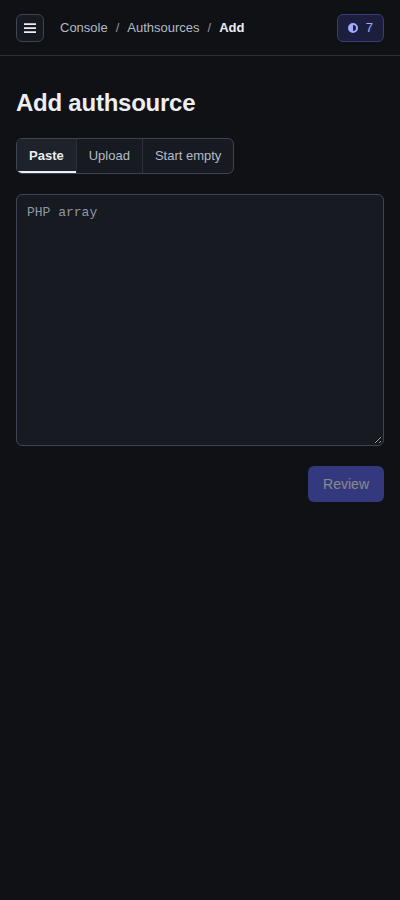 Console / Authsources / Add
7
Add authsource
Paste
Upload
Start empty
PHP array
Review